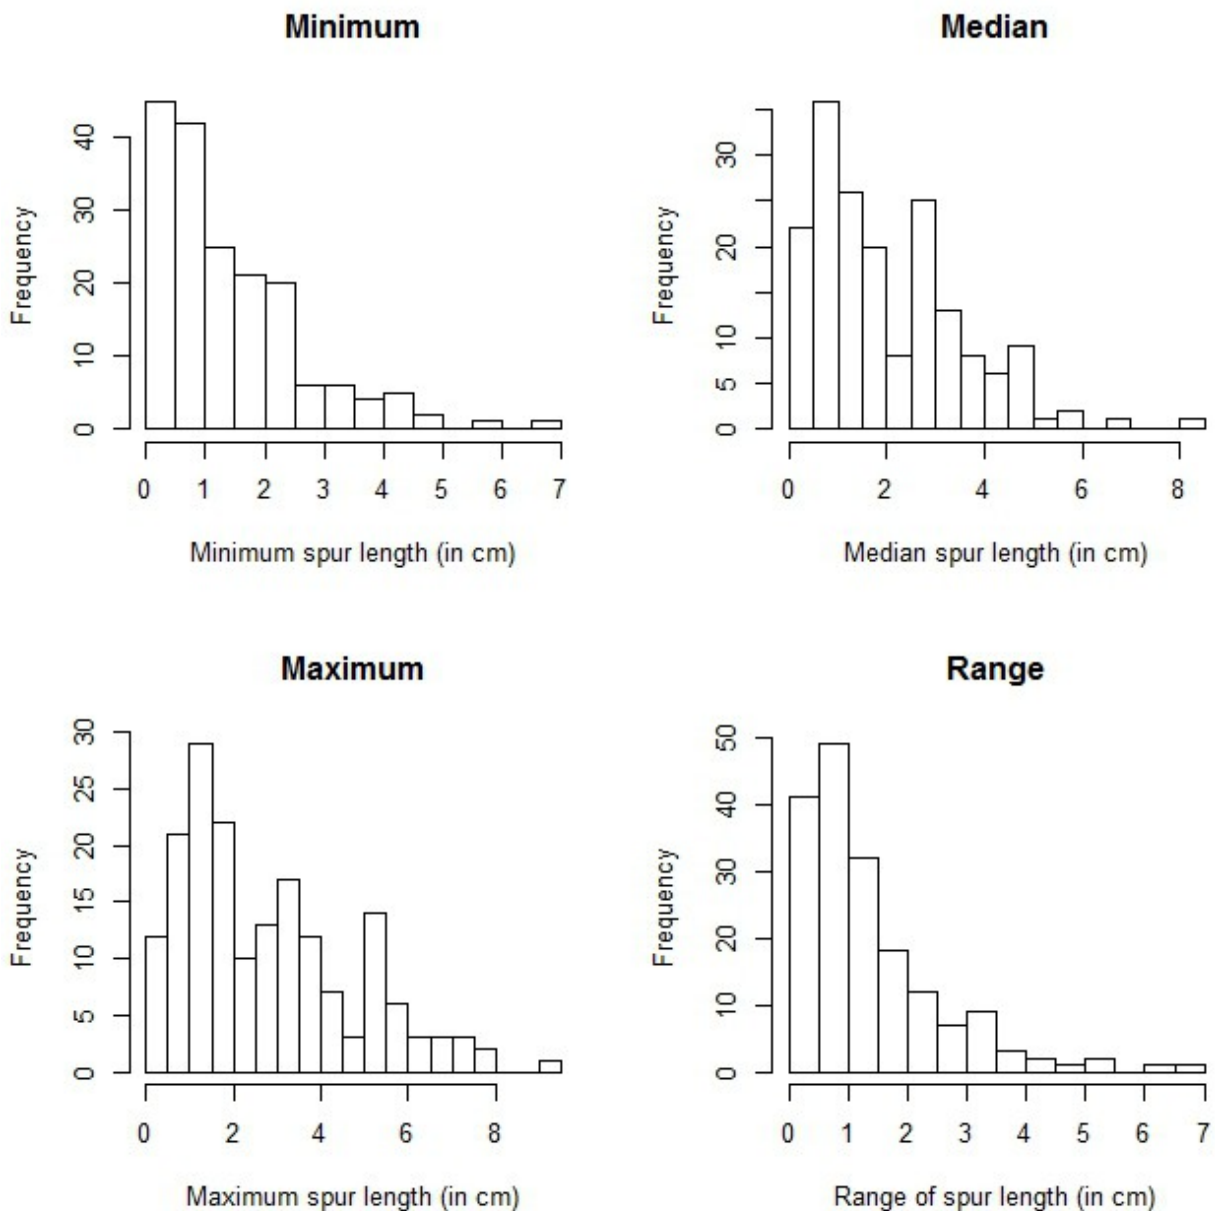 Minimum
Frequency
0 10 20 30 40
0 1 2 3 4 5 6 7
Minimum spur length (in cm)
Median
Frequency
0 5 10 20 30
0 2 4 6 8
Median spur length (in cm)
Maximum
Frequency
0 5 10 15 20 25 30
0 2 4 6 8
Maximum spur length (in cm)
Range
Frequency
0 10 20 30 40 50
0 1 2 3 4 5 6 7
Range of spur length (in cm)